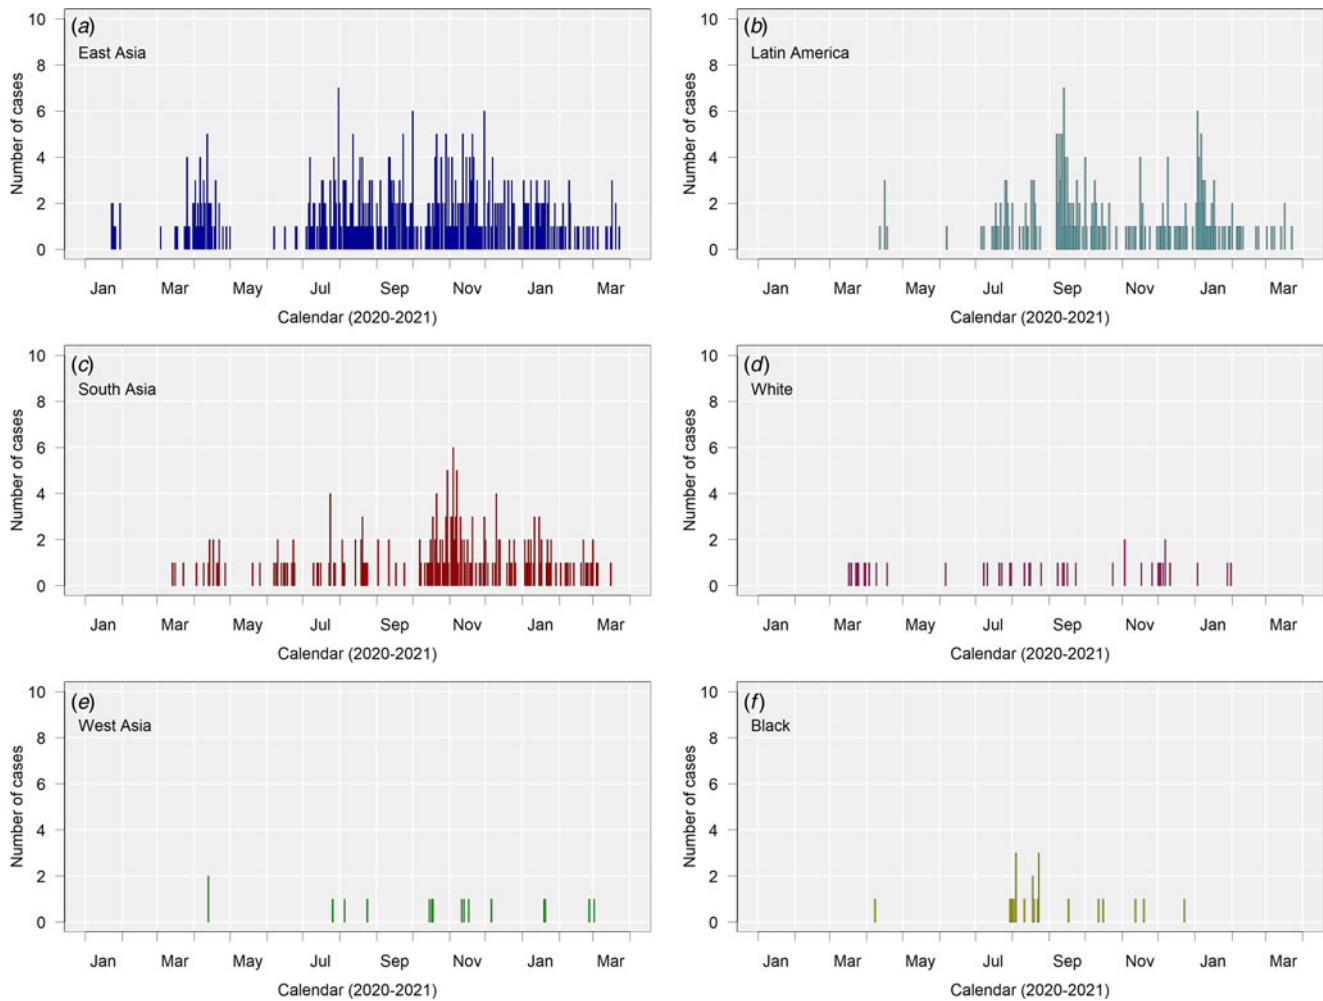 (a)
East Asia
Number of cases
10
8
6
4
2
0
Jan Mar May Jul Sep Nov Jan Mar
Calendar (2020-2021)
(b)
Latin America
Number of cases
10
8
6
4
2
0
Jan Mar May Jul Sep Nov Jan Mar
Calendar (2020-2021)
(c)
South Asia
Number of cases
10
8
6
4
2
0
Jan Mar May Jul Sep Nov Jan Mar
Calendar (2020-2021)
(d)
White
Number of cases
10
8
6
4
2
0
Jan Mar May Jul Sep Nov Jan Mar
Calendar (2020-2021)
(e)
West Asia
Number of cases
10
8
6
4
2
0
Jan Mar May Jul Sep Nov Jan Mar
Calendar (2020-2021)
(f)
Black
Number of cases
10
8
6
4
2
0
Jan Mar May Jul Sep Nov Jan Mar
Calendar (2020-2021)